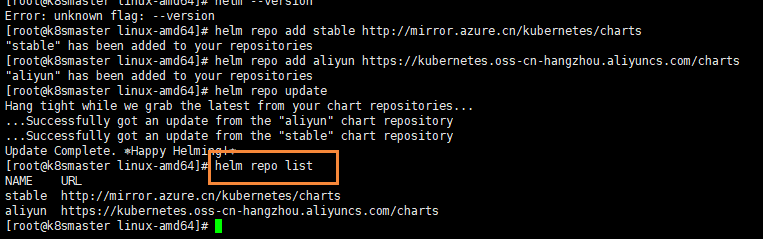 [root@k8smaster linux-amd64]# helm --version
Error: unknown flag: --version
[root@k8smaster linux-amd64]# helm repo add stable http://mirror.azure.cn/kubernetes/charts
"stable" has been added to your repositories
[root@k8smaster linux-amd64]# helm repo add aliyun https://kubernetes.oss-cn-hangzhou.aliyuncs.com/charts
"aliyun" has been added to your repositories
[root@k8smaster linux-amd64]# helm repo update
Hang tight while we grab the latest from your chart repositories...
...Successfully got an update from the "aliyun" chart repository
...Successfully got an update from the "stable" chart repository
Update Complete. *Happy Helming!*
[root@k8smaster linux-amd64]# helm repo list
NAME    URL
stable  http://mirror.azure.cn/kubernetes/charts
aliyun  https://kubernetes.oss-cn-hangzhou.aliyuncs.com/charts
[root@k8smaster linux-amd64]#